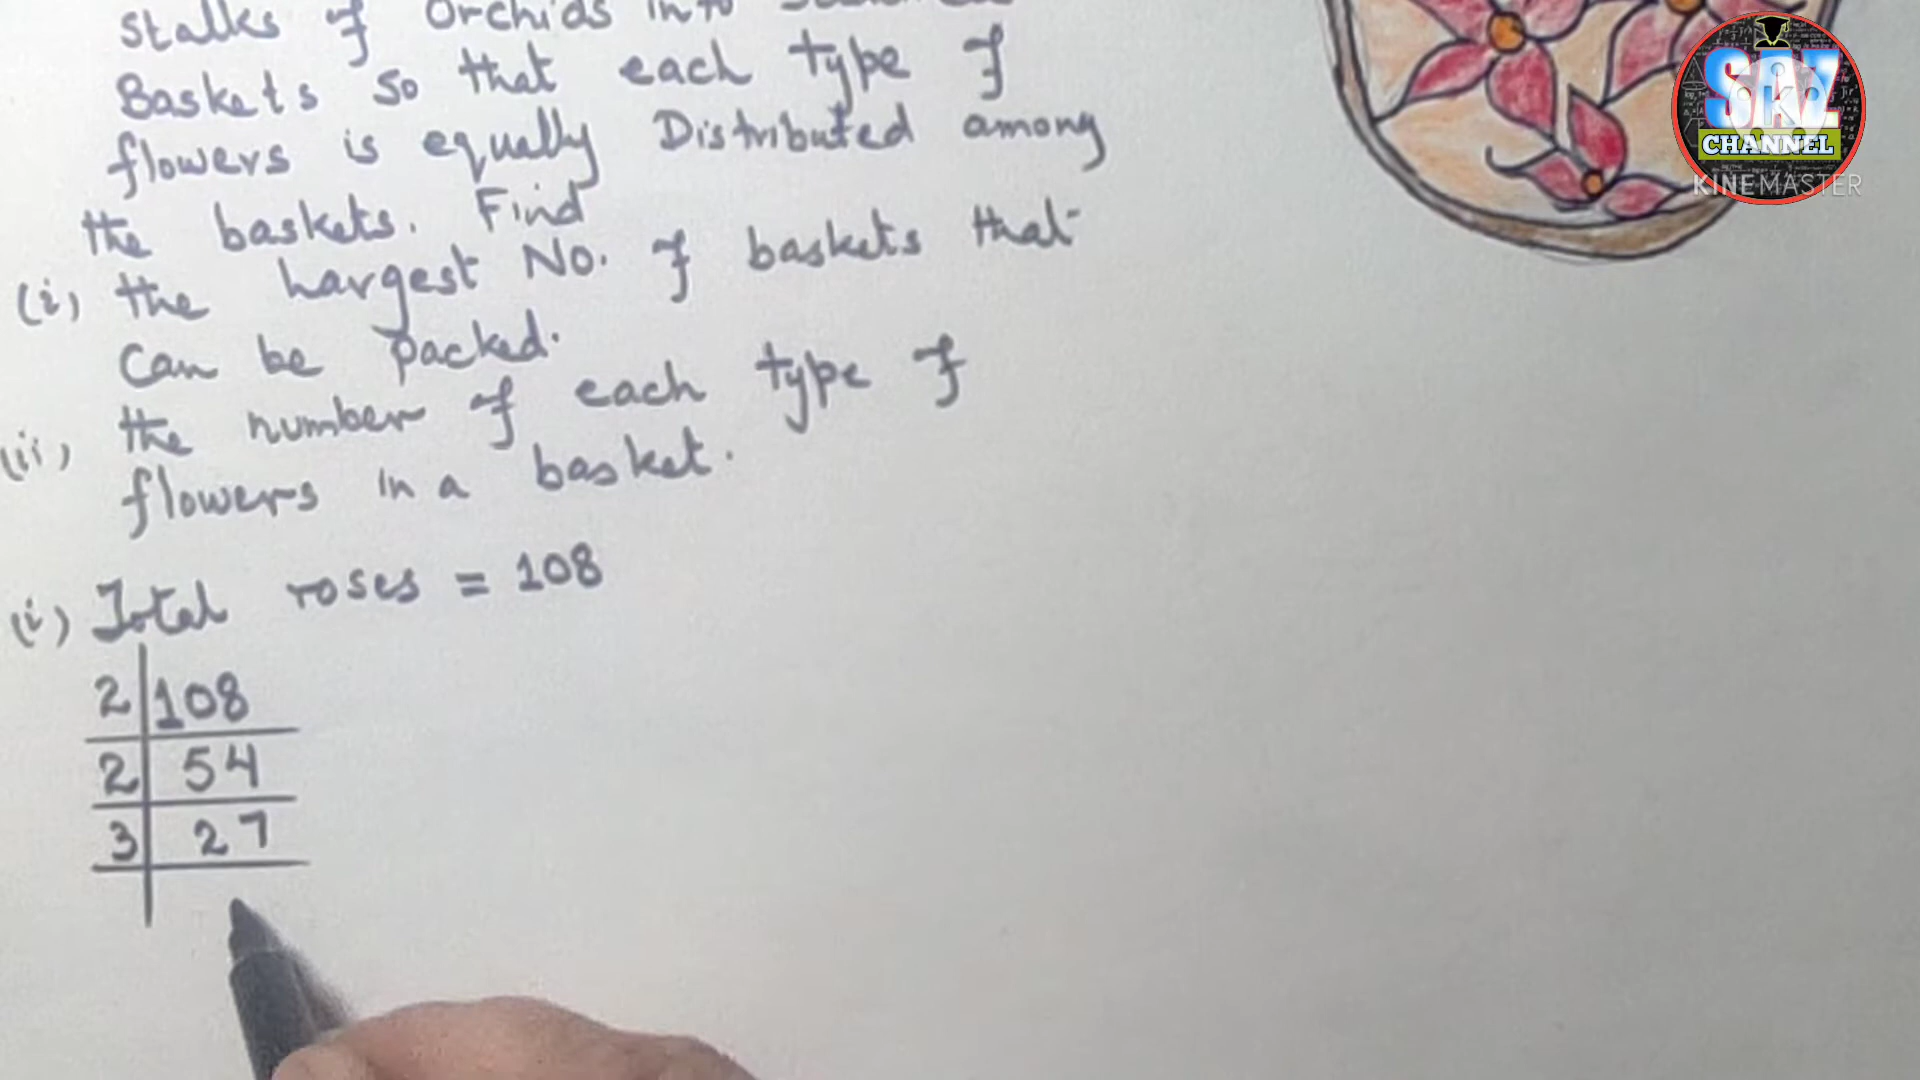 stalks of Orchids into
Baskets so that each type of
flowers is equally Distributed among
the baskets. Find
(i) the largest No. of baskets that
can be packed.
(ii) the number of each type of
flowers in a basket.
(i) Total roses = 108
2 108
2 54
3 27
SAZ
CHANNEL
KINEMASTER